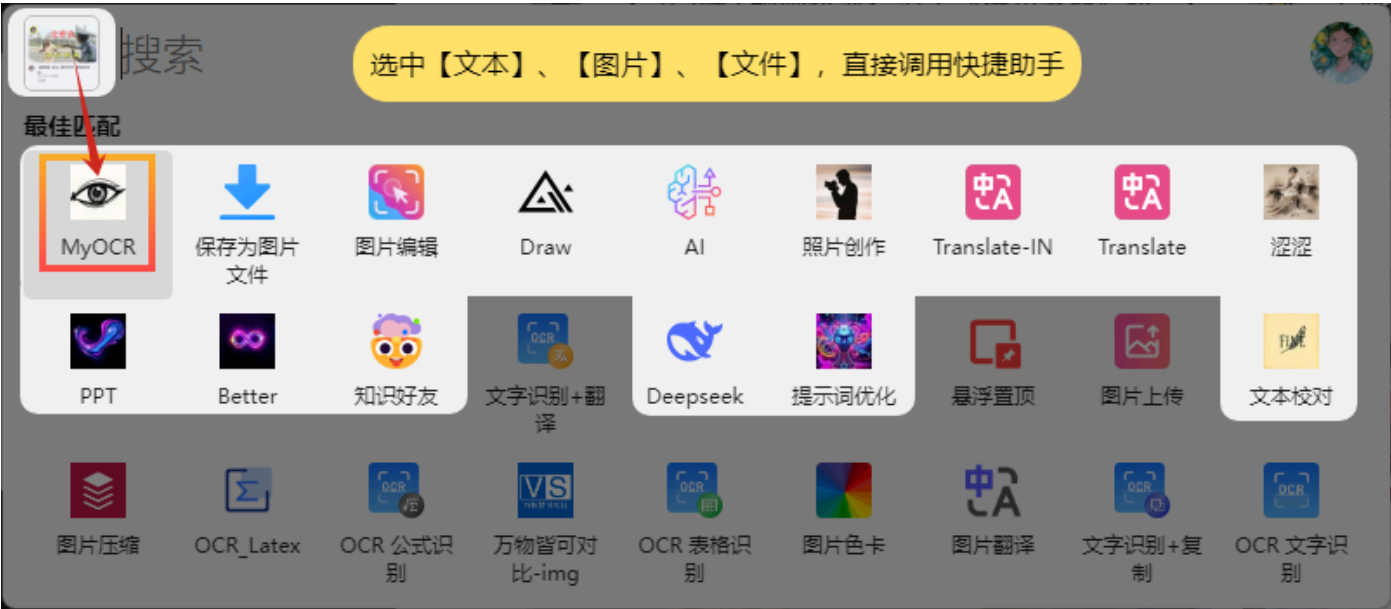 搜索
选中【文本】、【图片】、【文件】，直接调用快捷助手
最佳匹配
MyOCR
保存为图片
文件
图片编辑
Draw
AI
照片创作
Translate-IN
Translate
涩涩
PPT
Better
知识好友
文字识别+翻
译
Deepseek
提示词优化
悬浮置顶
图片上传
文本校对
图片压缩
OCR_Latex
OCR 公式识
别
万物皆可对
比-img
OCR 表格识
别
图片色卡
图片翻译
文字识别+复
制
OCR 文字识
别